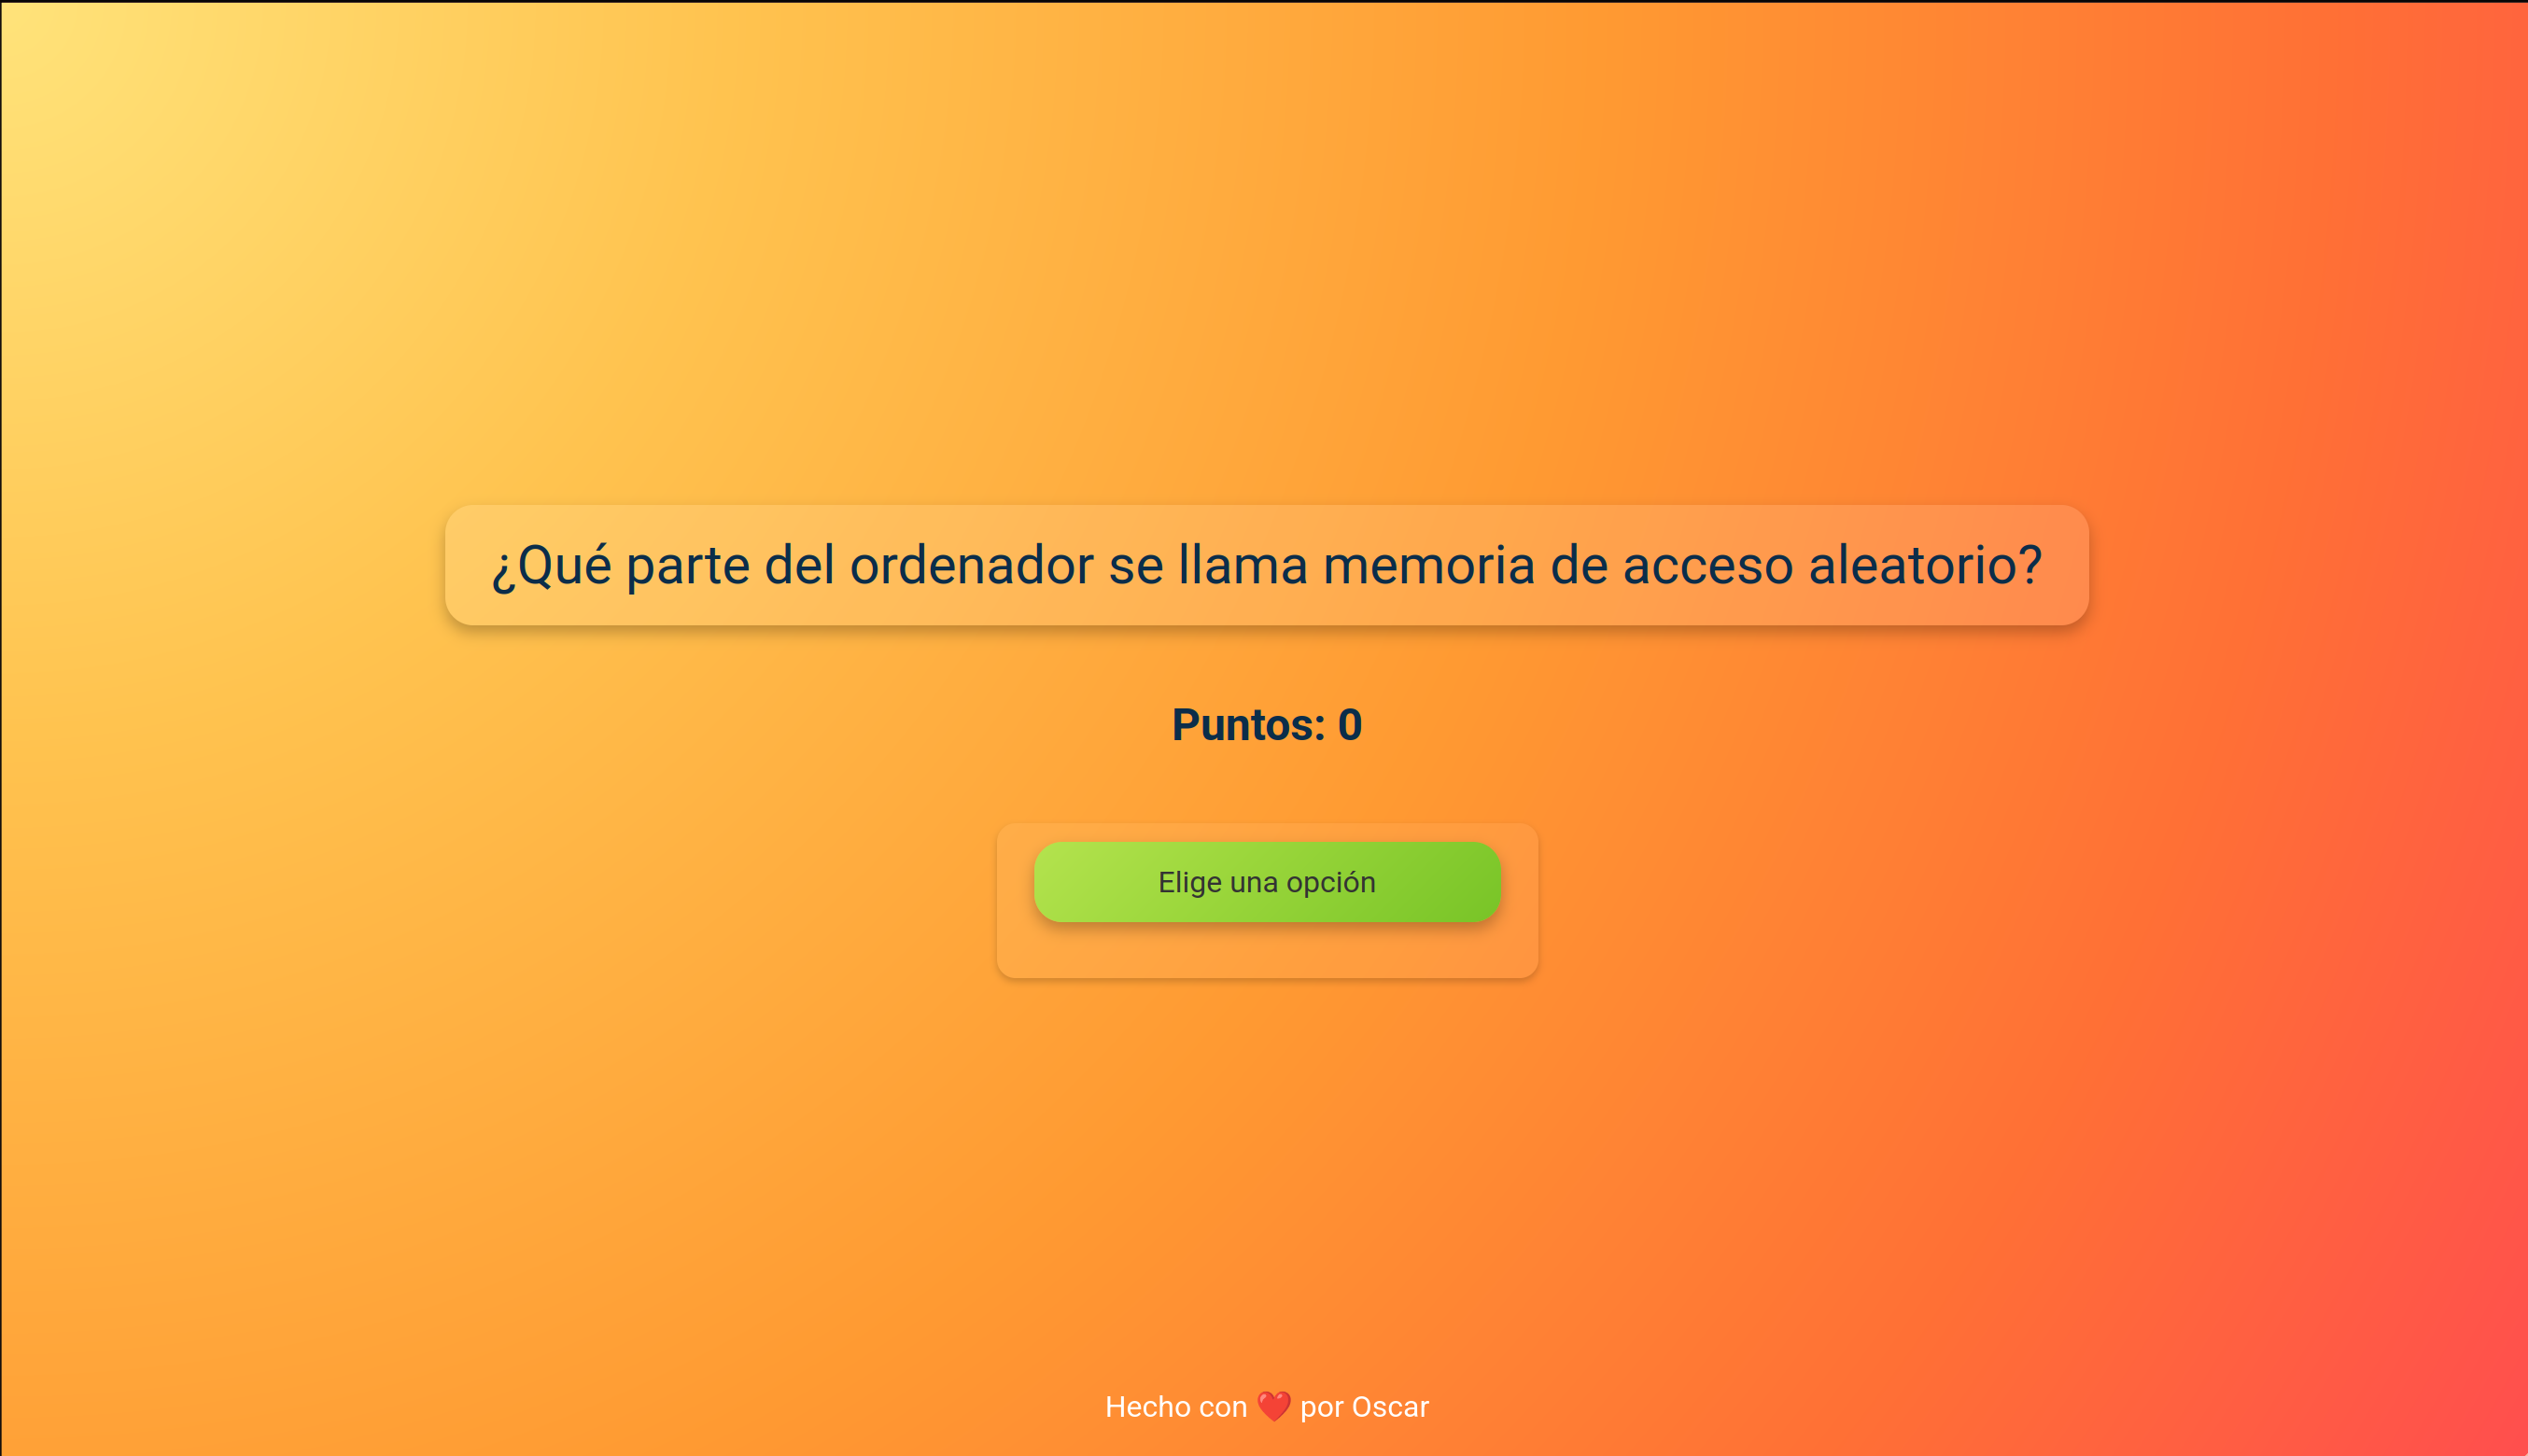 ¿Qué parte del ordenador se llama memoria de acceso aleatorio?
Puntos: 0
Elige una opción
Hecho con ❤️ por Oscar